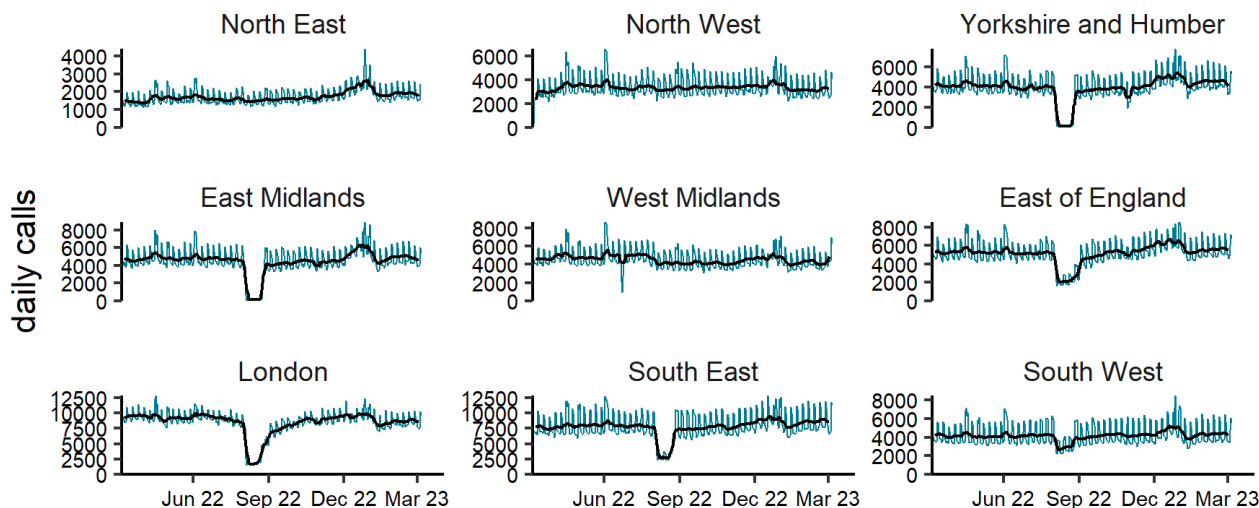 North East North West Yorkshire and Humber
4000 6000 6000
3000 4000 4000
2000 2000 2000
1000 0 0
0
East Midlands West Midlands East of England
8000 8000 8000
6000 6000 6000
4000 4000 4000
2000 2000 2000
0 0 0
daily calls
London South East South West
12500 12500 8000
10000 10000 6000
7500 7500 4000
5000 5000 2000
2500 2500 0
0 0
Jun 22 Sep 22 Dec 22 Mar 23 Jun 22 Sep 22 Dec 22 Mar 23 Jun 22 Sep 22 Dec 22 Mar 23